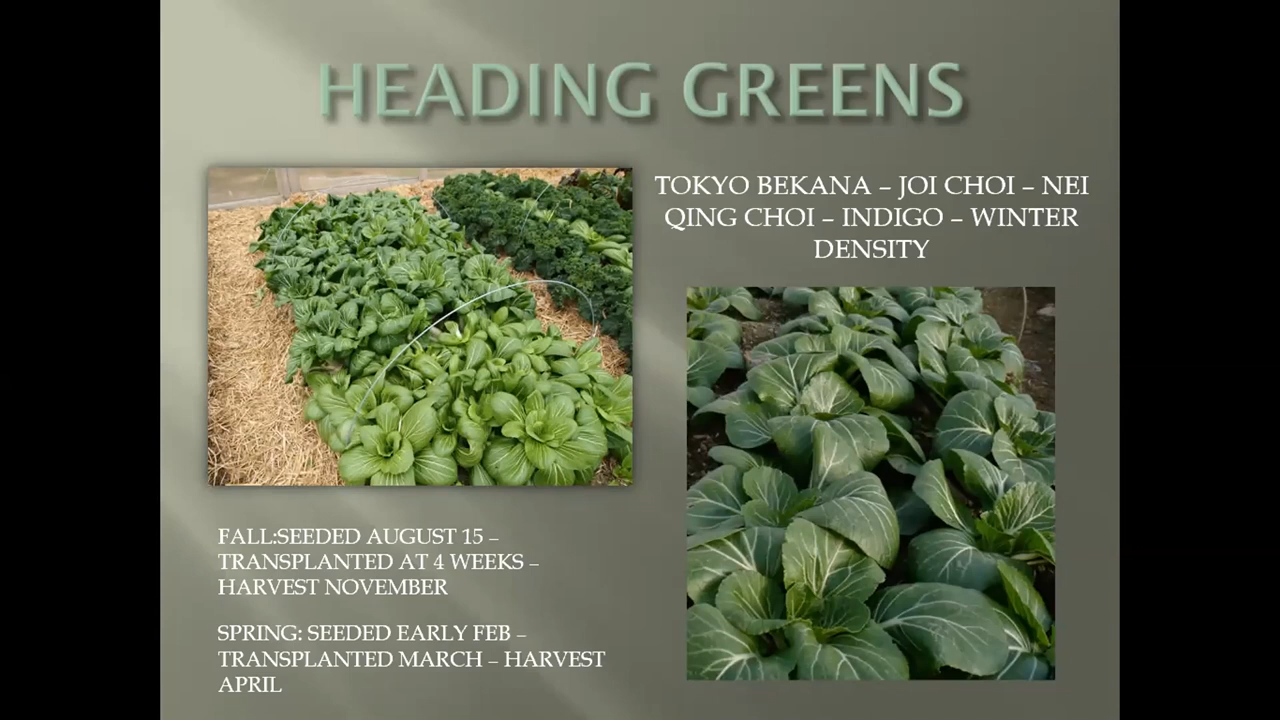 HEADING GREENS
TOKYO BEKANA – JOI CHOI – NEI
QING CHOI – INDIGO – WINTER
DENSITY
FALL:SEEDED AUGUST 15 –
TRANSPLANTED AT 4 WEEKS –
HARVEST NOVEMBER
SPRING: SEEDED EARLY FEB –
TRANSPLANTED MARCH – HARVEST
APRIL